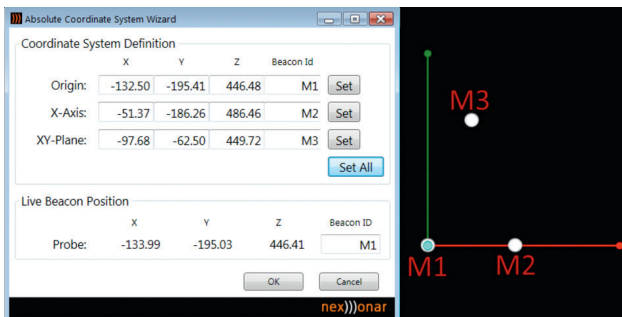 Absolute Coordinate System Wizard
Coordinate System Definition
X Y Z Beacon Id
Origin: -132.50 -195.41 446.48 M1 Set
X-Axis: -51.37 -186.26 486.46 M2 Set
XY-Plane: -97.68 -62.50 449.72 M3 Set
Set All
Live Beacon Position
X Y Z Beacon ID
Probe: -133.99 -195.03 446.41 M1
OK Cancel
nex)))onar
M3
M1 M2